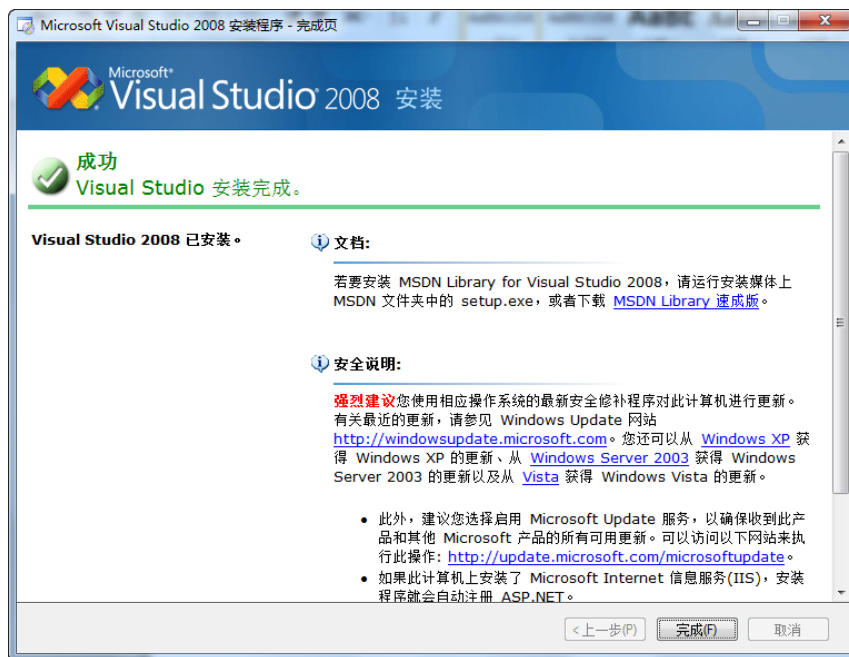 Microsoft Visual Studio 2008 安装程序 - 完成页
Microsoft®
Visual Studio® 2008 安装
成功
Visual Studio 安装完成。
Visual Studio 2008 已安装。
文档:
若要安装 MSDN Library for Visual Studio 2008，请运行安装媒体上
MSDN 文件夹中的 setup.exe，或者下载 MSDN Library 速成版。
安全说明:
强烈建议您使用相应操作系统的最新安全修补程序对此计算机进行更新。
有关最近的更新，请参见 Windows Update 网站
http://windowsupdate.microsoft.com。您还可以从 Windows XP 获
得 Windows XP 的更新、从 Windows Server 2003 获得 Windows
Server 2003 的更新以及从 Vista 获得 Windows Vista 的更新。
• 此外，建议您选择启用 Microsoft Update 服务，以确保收到此产
品和其他 Microsoft 产品的所有可用更新。可以访问以下网站来执
行此操作: http://update.microsoft.com/microsoftupdate。
• 如果此计算机上安装了 Microsoft Internet 信息服务(IIS)，安装
程序就会自动注册 ASP.NET。
<上一步(P)
完成(F)
取消